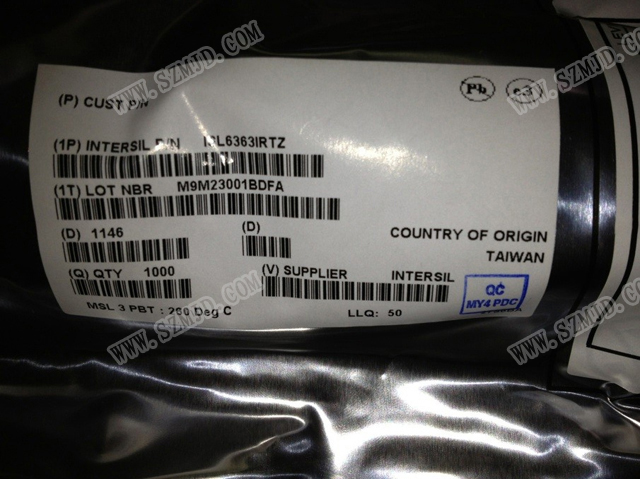 (P) CUST P/N
Pb
e3
(1P) INTERSIL P/N ISL6363IRTZ
(1T) LOT NBR M9M23001BDFA
(D) 1146
(D)
COUNTRY OF ORIGIN
TAIWAN
(Q) QTY 1000
(V) SUPPLIER INTERSIL
QC
MY4 PDC
MSL 3 PBT : 260 Deg C
LLQ: 50
WWW.SZMJD.COM
WWW.SZMJD.COM
WWW.SZMJD.COM
WWW.SZMJD.COM